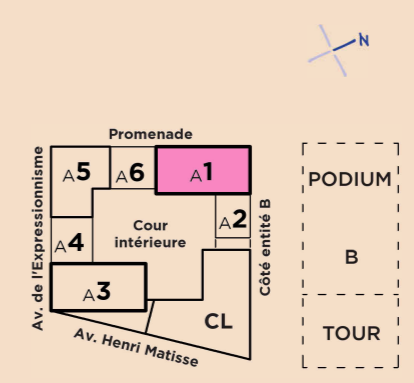 N
Promenade
A5
A6
A1
PODIUM
A2
Cour
intérieure
A4
B
A3
CL
TOUR
Av. de l'Expressionnisme
Côté entité B
Av. Henri Matisse